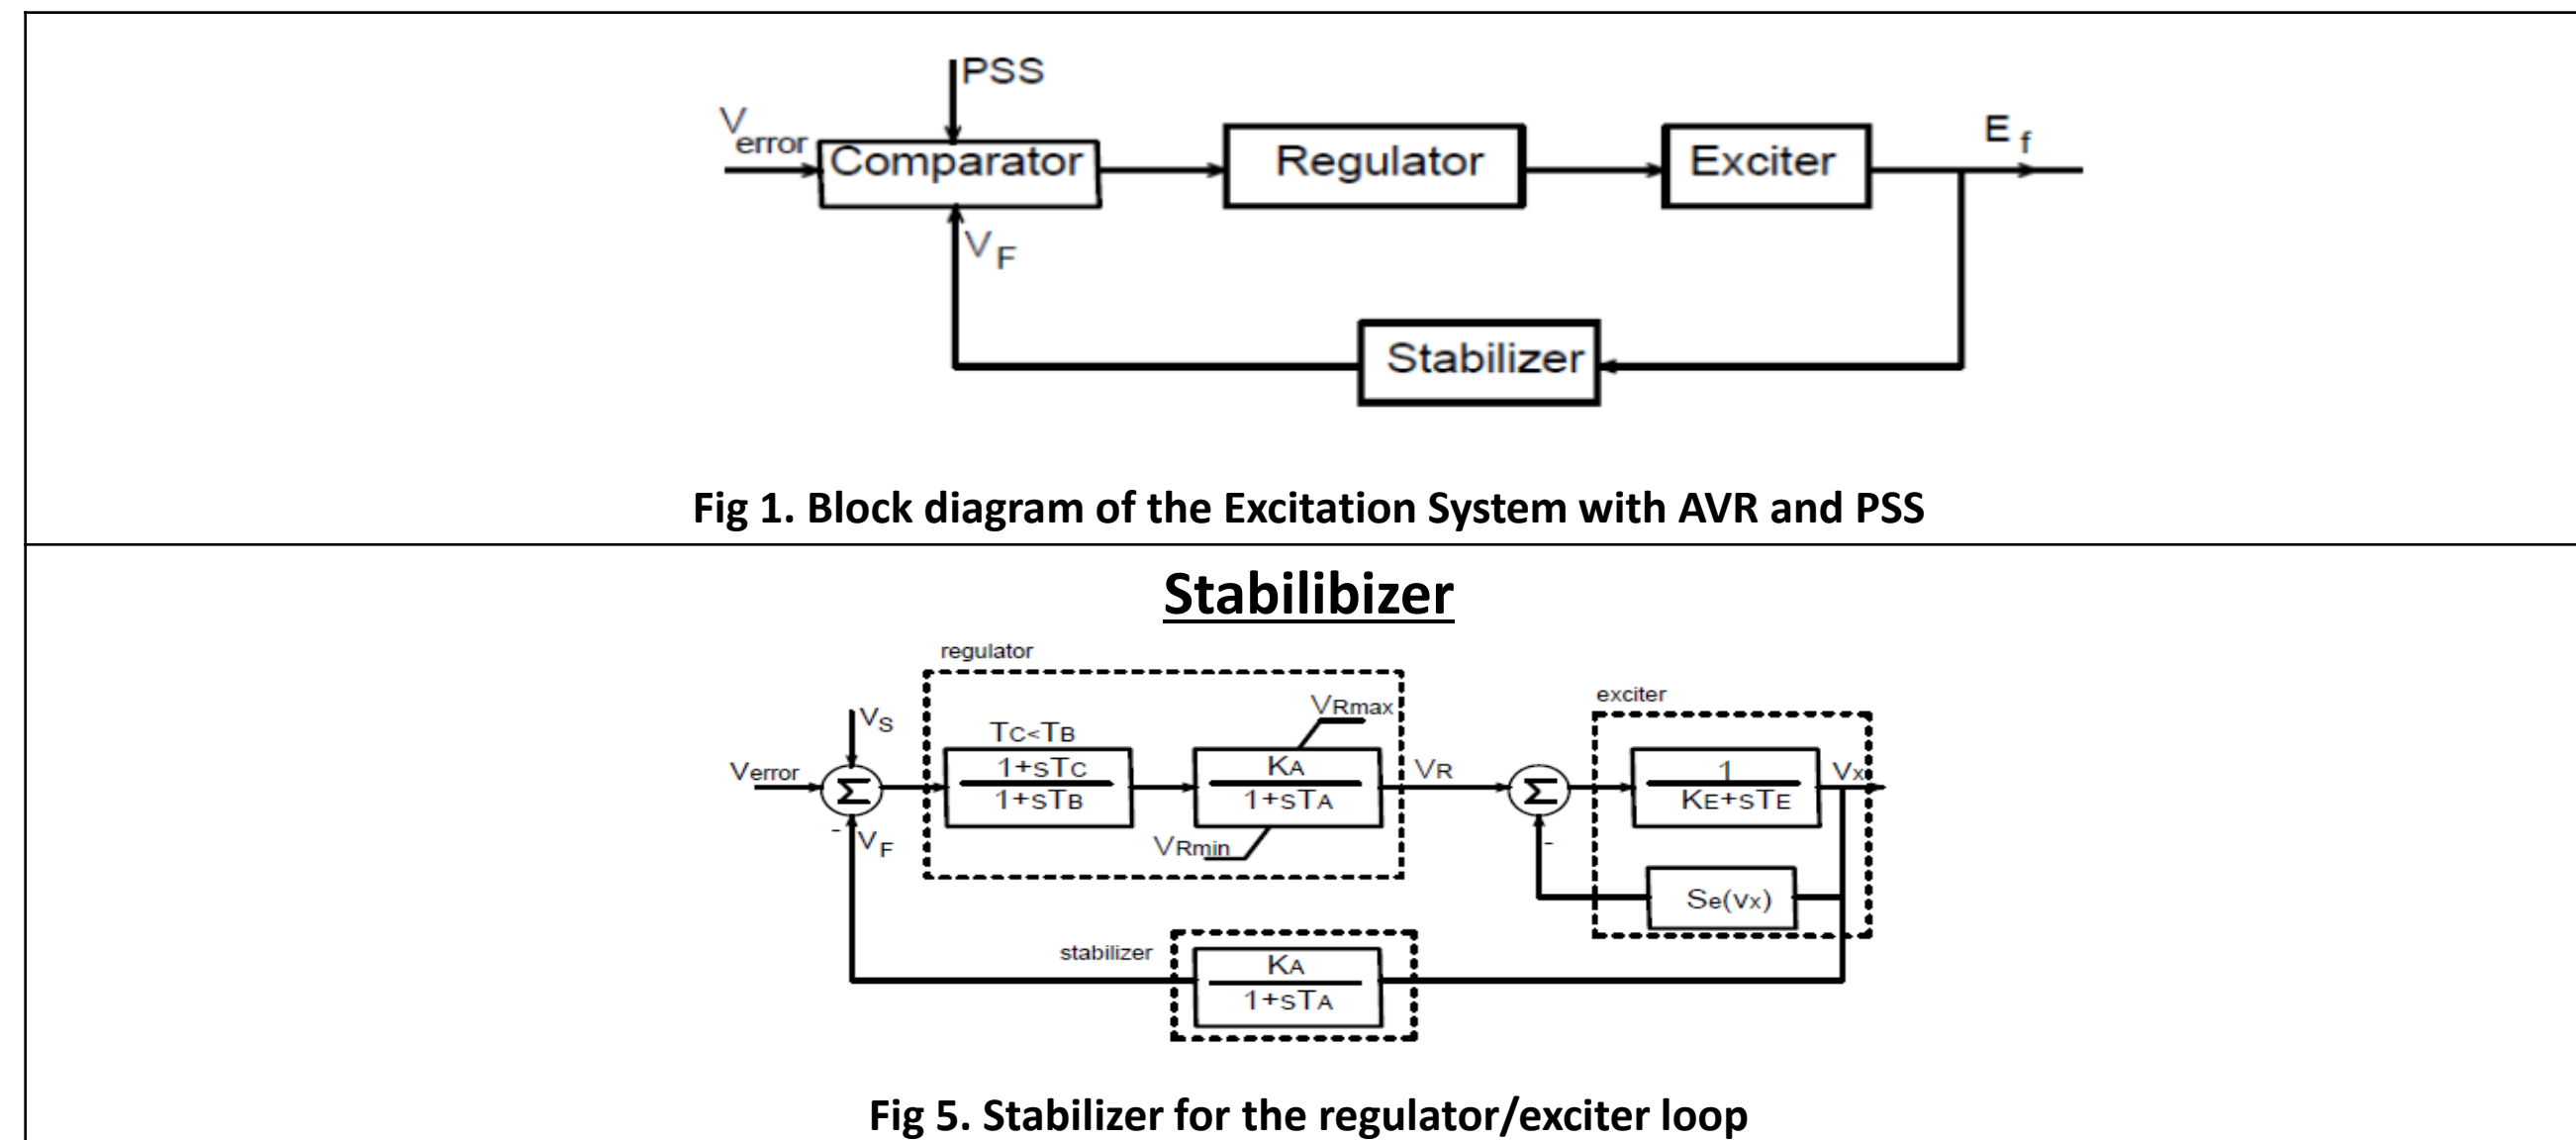 PSS
V error
Comparator
Regulator
Exciter
E f
V F
Stabilizer
Fig 1. Block diagram of the Excitation System with AVR and PSS
Stabilibizer
regulator
VRmax
exciter
VS
TC<TB
Verror
Σ
1+sTC
1+sTB
KA
1+sTA
VR
Σ
1
KE+sTE
Vx
-
VF
VRmin
-
Se(vx)
stabilizer
KA
1+sTA
Fig 5. Stabilizer for the regulator/exciter loop